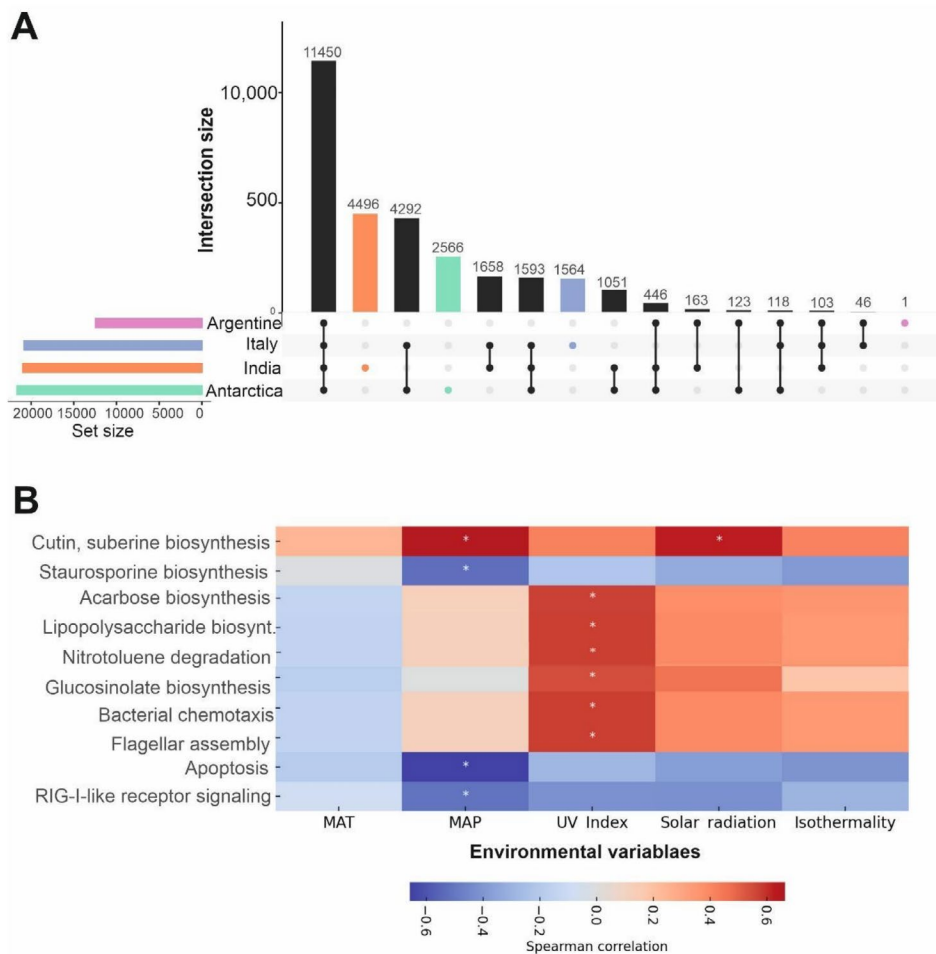 A
Intersection size
10,000
500
0
11450
4496
4292
2566
1658
1593
1564
1051
446
163
123
118
103
46
1
Argentine
Italy
India
Antarctica
20000 15000 10000 5000 0
Set size
B
Cutin, suberine biosynthesis
Staurosporine biosynthesis
Acarbose biosynthesis
Lipopolysaccharide biosynt.
Nitrotoluene degradation
Glucosinolate biosynthesis
Bacterial chemotaxis
Flagellar assembly
Apoptosis
RIG-I-like receptor signaling
* *
*
*
*
*
*
*
*
*
*
MAT MAP UV Index Solar radiation Isothermality
Environmental variablaes
−0.6 −0.4 −0.2 0.0 0.2 0.4 0.6
Spearman correlation